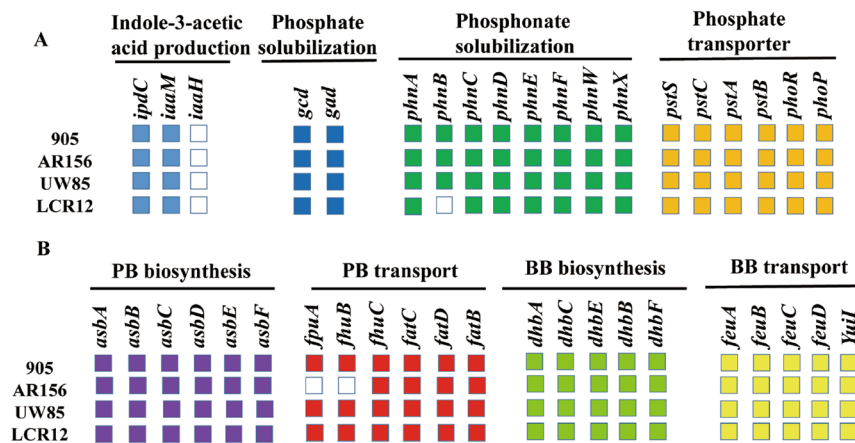 A
Indole-3-acetic acid production
Phosphate solubilization
Phosphonate solubilization
Phosphate transporter
ipdC iaaM iaaH gcd gad phnA phnB phnC phnD phnE phnF phnW phnX pstS pstC pstA pstB phoR phoP
905
AR156
UW85
LCR12
B
PB biosynthesis PB transport BB biosynthesis BB transport
asbA asbB asbC asbD asbE asbF fpuA fhuB fhuC fatC fatD fatB dhbA dhbC dhbE dhbB dhbF feuA feuB feuC feuD YuiI
905
AR156
UW85
LCR12